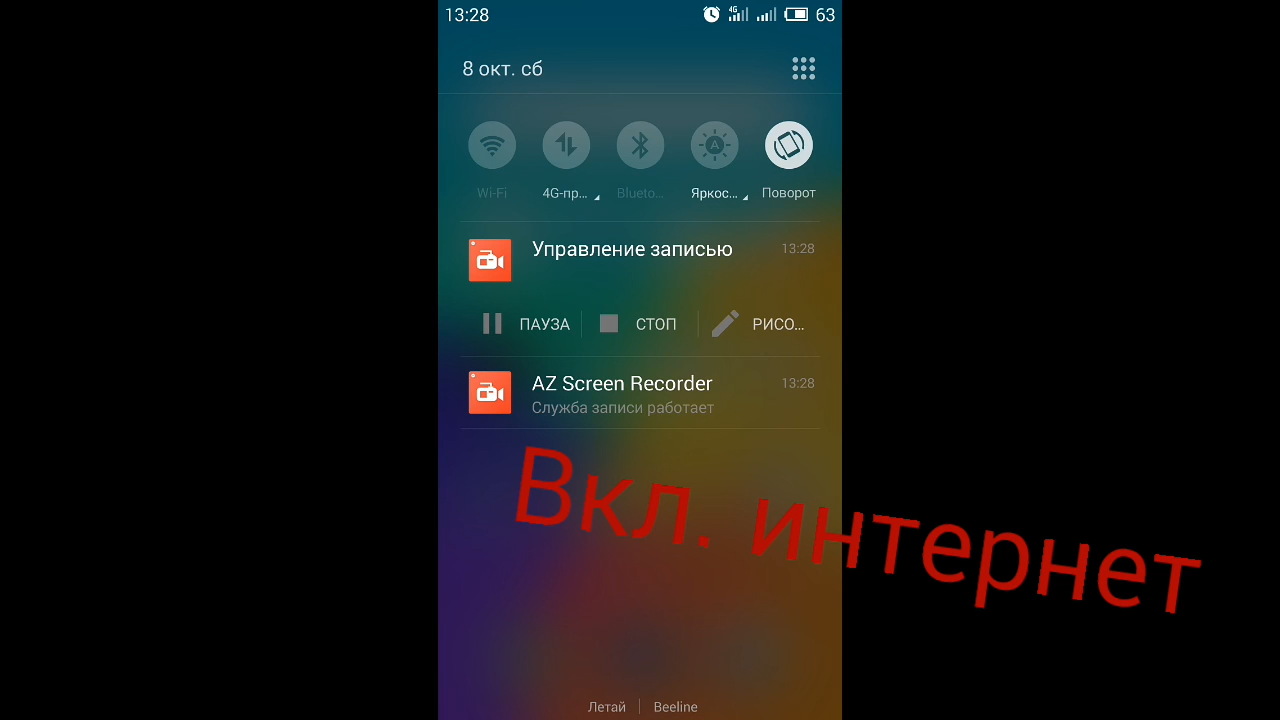 13:28
4G
63
8 окт. сб
A
Wi-Fi
4G-пр...
Blueto...
Яркос...
Поворот
Управление записью
13:28
ПАУЗА
СТОП
РИСО...
AZ Screen Recorder
13:28
Служба записи работает
Вкл. интернет
Летай
Beeline